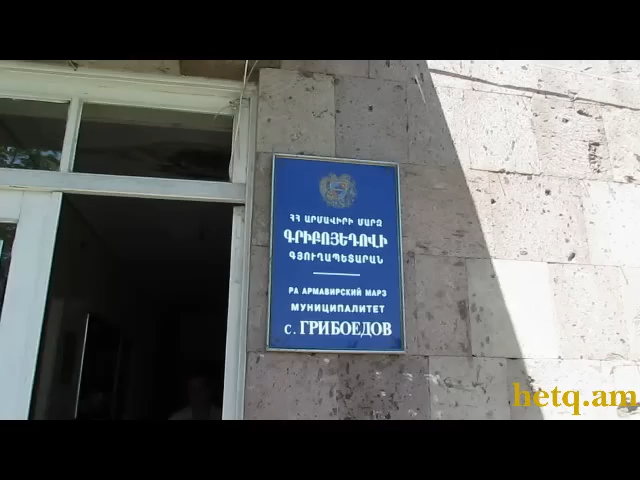 ՀՀ ԱՐՄԱՎԻՐԻ ՄԱՐԶ
ԳՐԻԲՈՅԵԴՈՎԻ
ԳՅՈՒՂԱՊԵՏԱՐԱՆ
РА АРМАВИРСКИЙ МАРЗ
МУНИЦИПАЛИТЕТ
с. ГРИБОЕДОВ
hetq.am